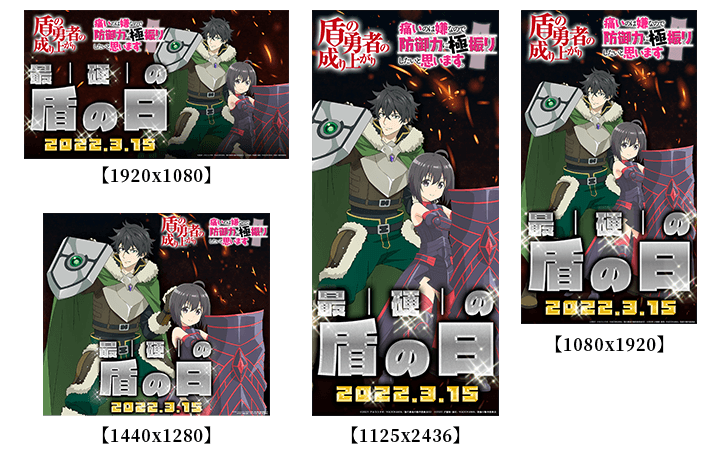 盾の勇者の
成り上がり
痛いのは嫌なので
防御力に極振り
したいと思います
最｜硬｜の
盾の日
2022.3.15
【1920x1080】
盾の勇者の
成り上がり
痛いのは嫌なので
防御力に極振り
したいと思います
最｜硬｜の
盾の日
2022.3.15
【1440x1280】
盾の勇者の
成り上がり
痛いのは嫌なので
防御力に極振り
したいと思います
最｜硬｜の
盾の日
2022.3.15
【1125x2436】
盾の勇者の
成り上がり
痛いのは嫌なので
防御力に極振り
したいと思います
最｜硬｜の
盾の日
2022.3.15
【1080x1920】